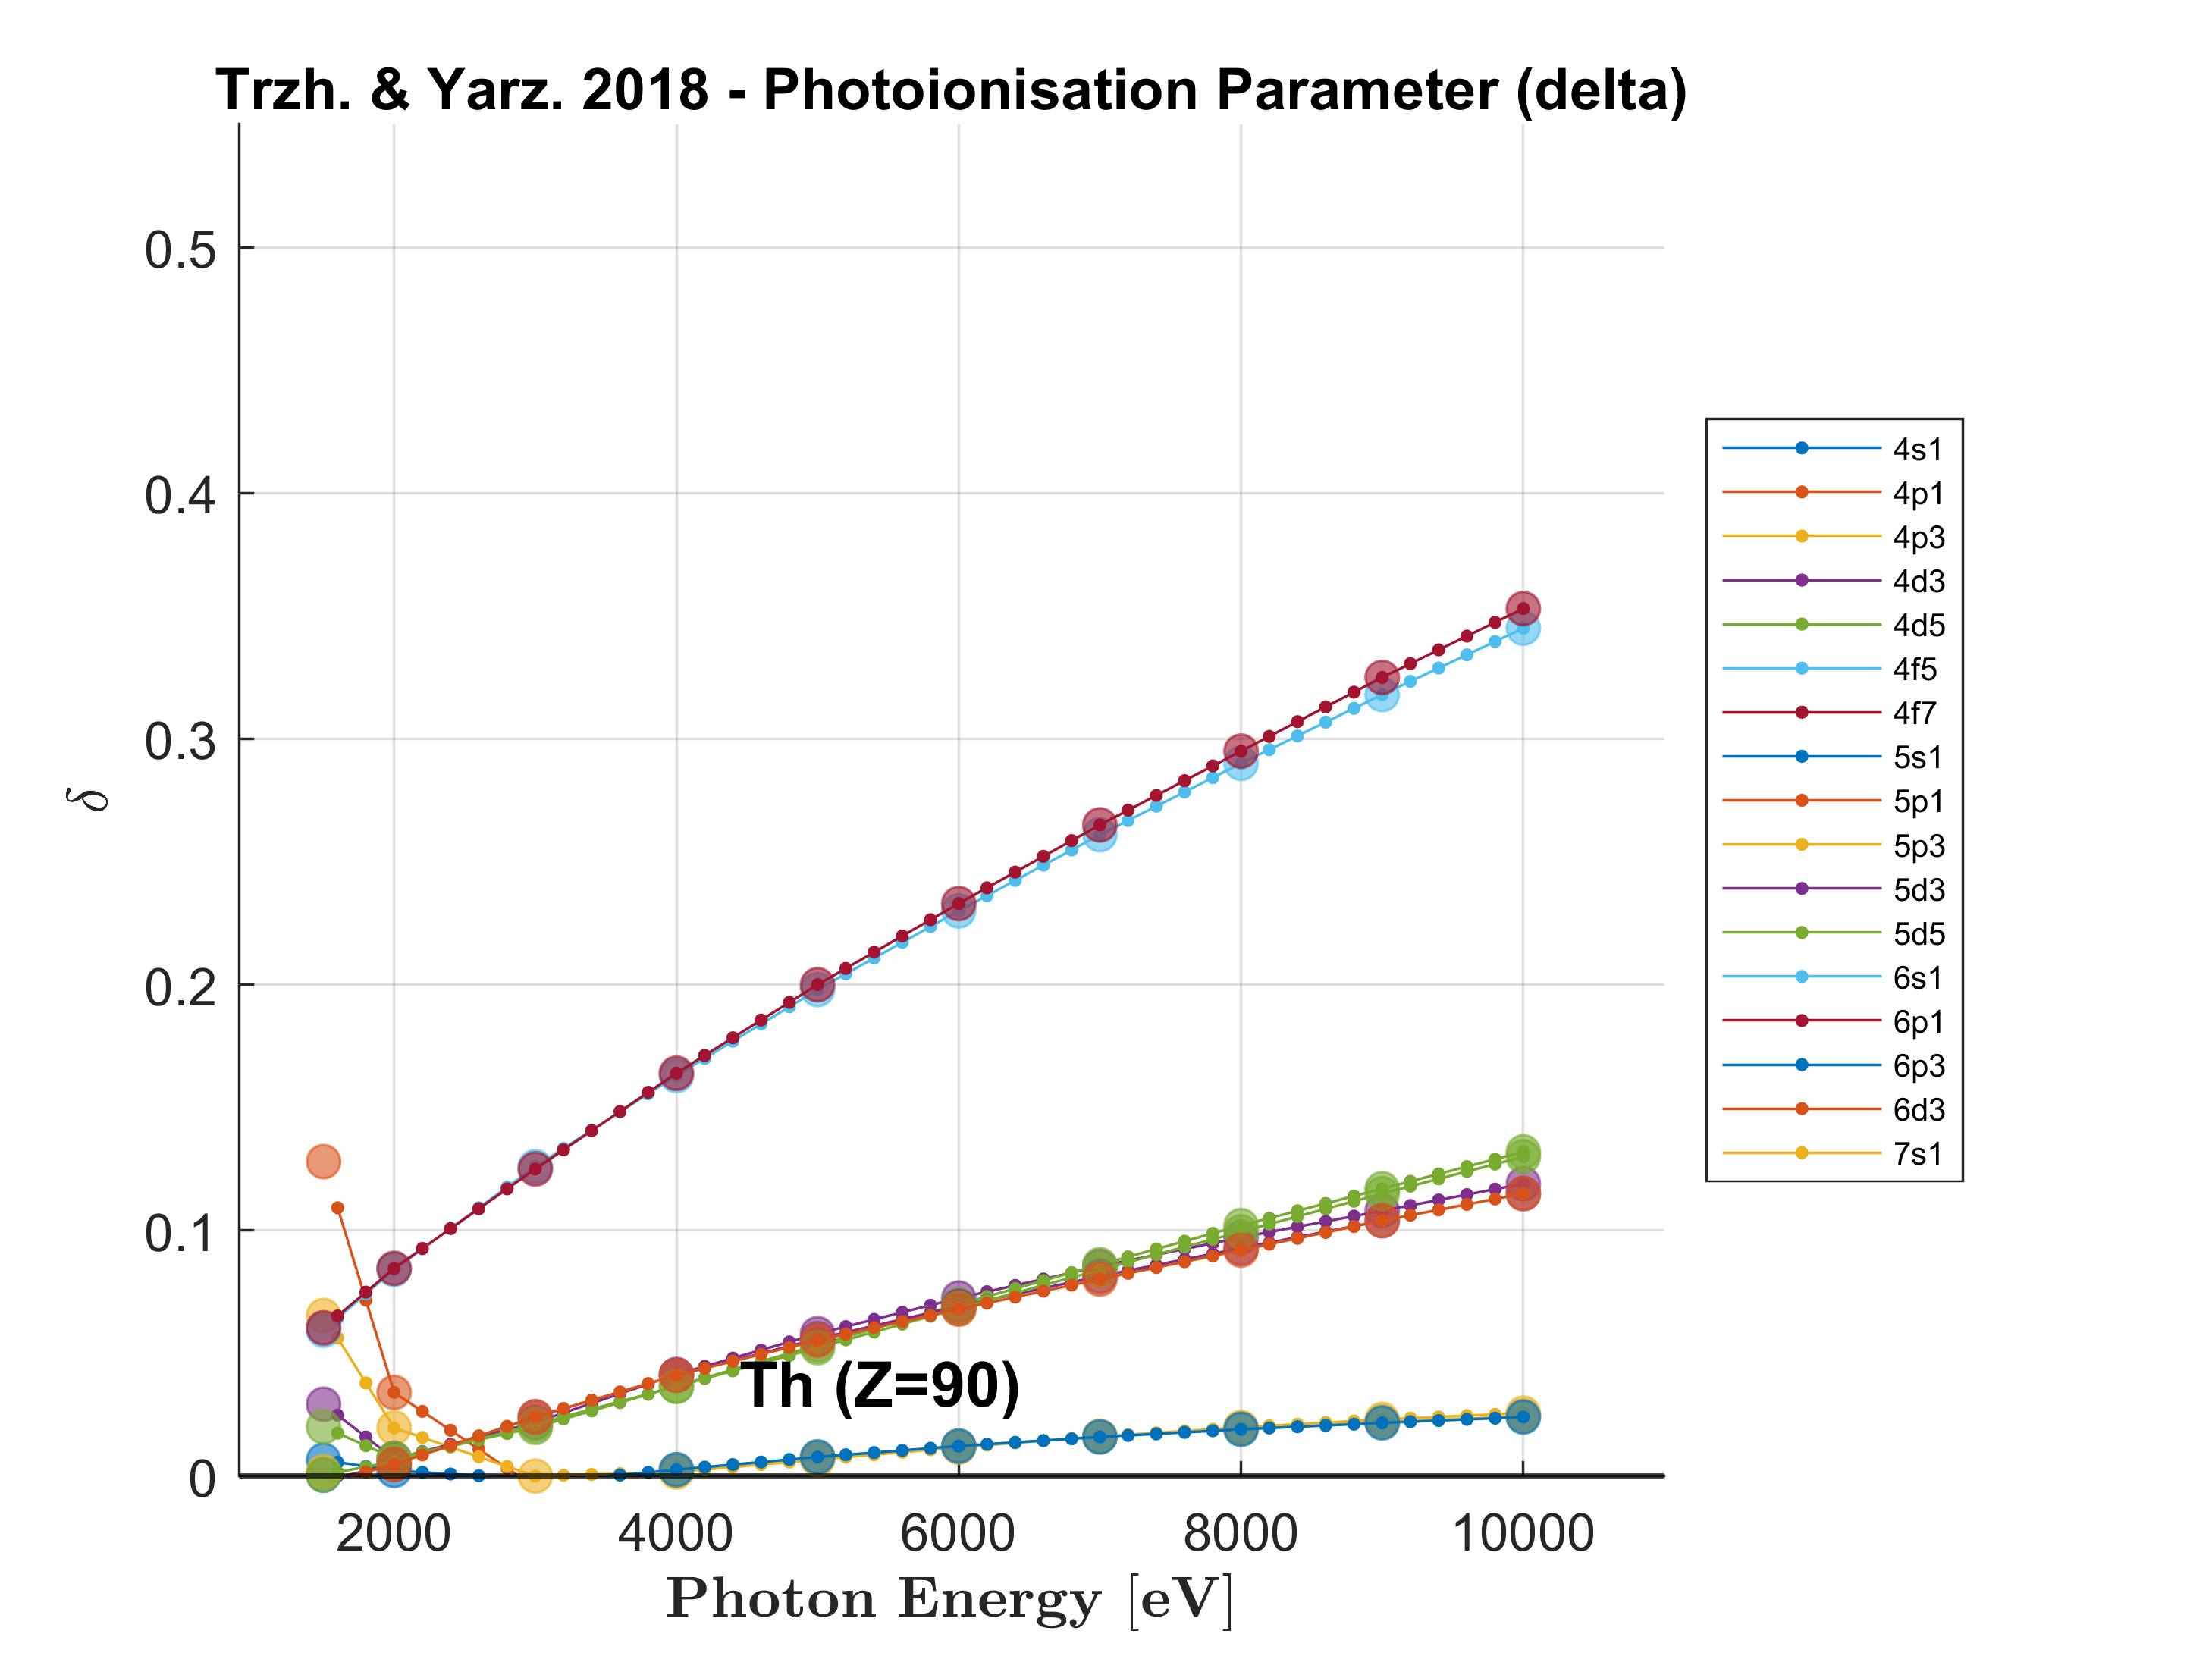 Trzh. & Yarz. 2018 - Photoionisation Parameter (delta)
0.5
0.4
0.3
0.2
0.1
0
δ
2000 4000 6000 8000 10000
Photon Energy [eV]
Th (Z=90)
4s1
4p1
4p3
4d3
4d5
4f5
4f7
5s1
5p1
5p3
5d3
5d5
6s1
6p1
6p3
6d3
7s1